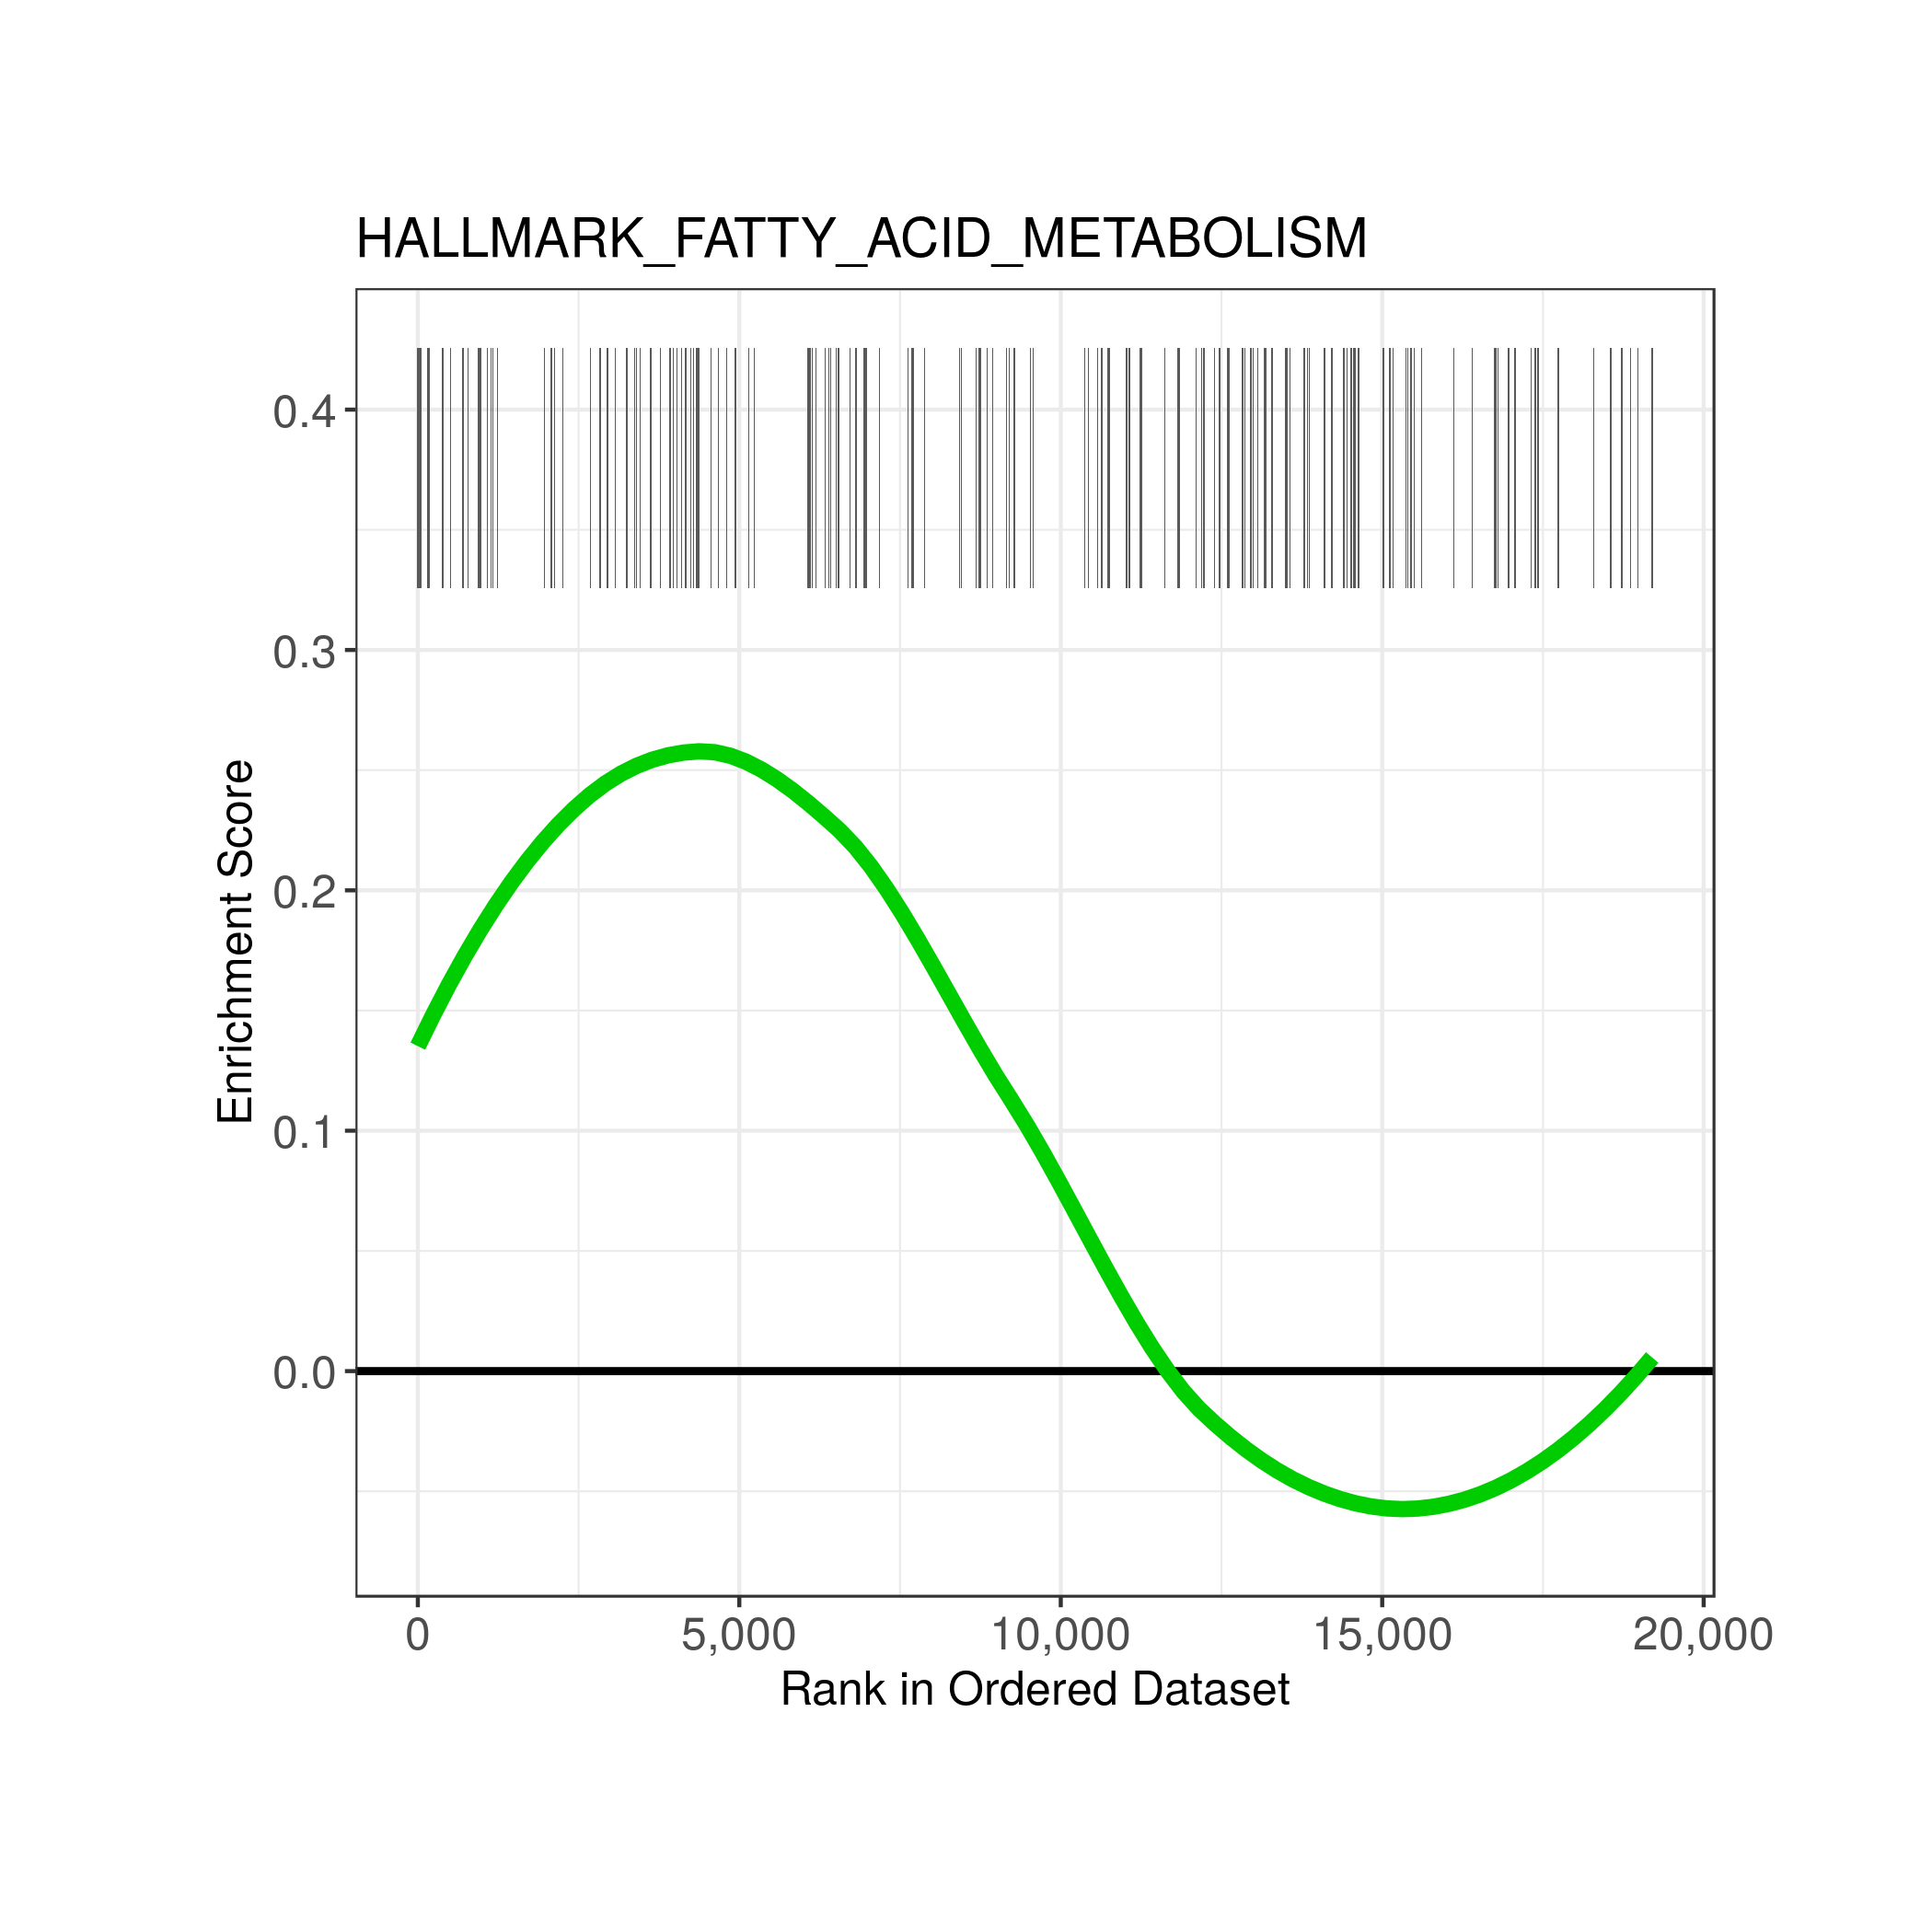 HALLMARK_FATTY_ACID_METABOLISM
0.4
0.3
0.2
0.1
0.0
Enrichment Score
0 5,000 10,000 15,000 20,000
Rank in Ordered Dataset